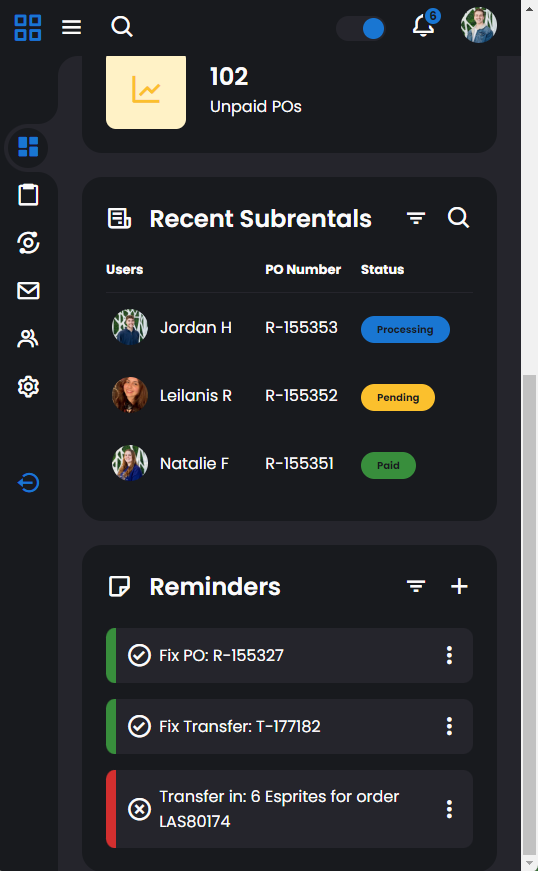 6
102
Unpaid POs
Recent Subrentals
Users PO Number Status
Jordan H R-155353 Processing
Leilanis R R-155352 Pending
Natalie F R-155351 Paid
Reminders
Fix PO: R-155327
Fix Transfer: T-177182
Transfer in: 6 Esprites for order
LAS80174